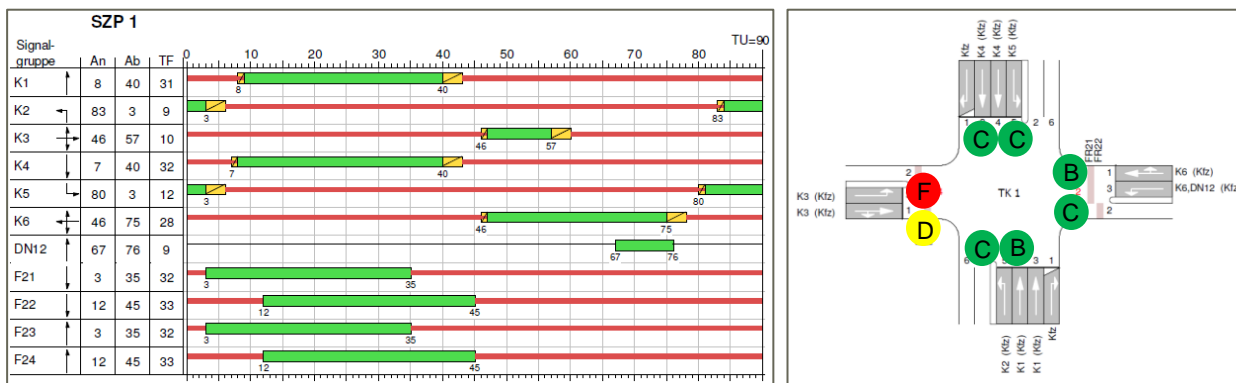 SZP 1
TU=90
Signal-
gruppe An Ab TF
0 10 20 30 40 50 60 70 80 90
K1 8 40 31
8 40
K2 83 3 9
3 83
K3 46 57 10
46 57
K4 7 40 32
7 40
K5 80 3 12
3 80
K6 46 75 28
46 75
DN12 67 76 9
67 76
F21 3 35 32
3 35
F22 12 45 33
12 45
F23 3 35 32
3 35
F24 12 45 33
12 45
Kfz
K4 (Kfz)
K4 (Kfz)
K5 (Kfz)
1 4 2 6
C C
FR21
FR22
B
1 K6 (Kfz)
3 K6,DN12 (Kfz)
2
C
2
K3 (Kfz)
K3 (Kfz)
1
F
D
TK 1
C B
6 3 1
K2 (Kfz)
K1 (Kfz)
K1 (Kfz)
Kfz